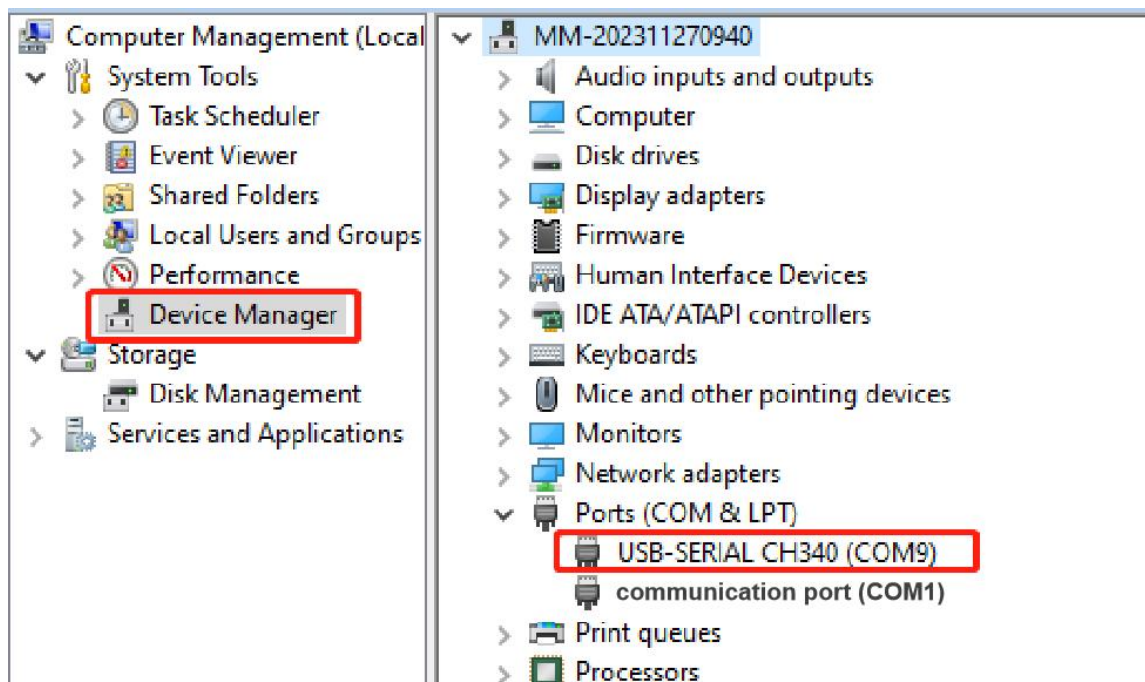 Computer Management (Local
System Tools
Task Scheduler
Event Viewer
Shared Folders
Local Users and Groups
Performance
Device Manager
Storage
Disk Management
Services and Applications
MM-202311270940
Audio inputs and outputs
Computer
Disk drives
Display adapters
Firmware
Human Interface Devices
IDE ATA/ATAPI controllers
Keyboards
Mice and other pointing devices
Monitors
Network adapters
Ports (COM & LPT)
USB-SERIAL CH340 (COM9)
communication port (COM1)
Print queues
Processors